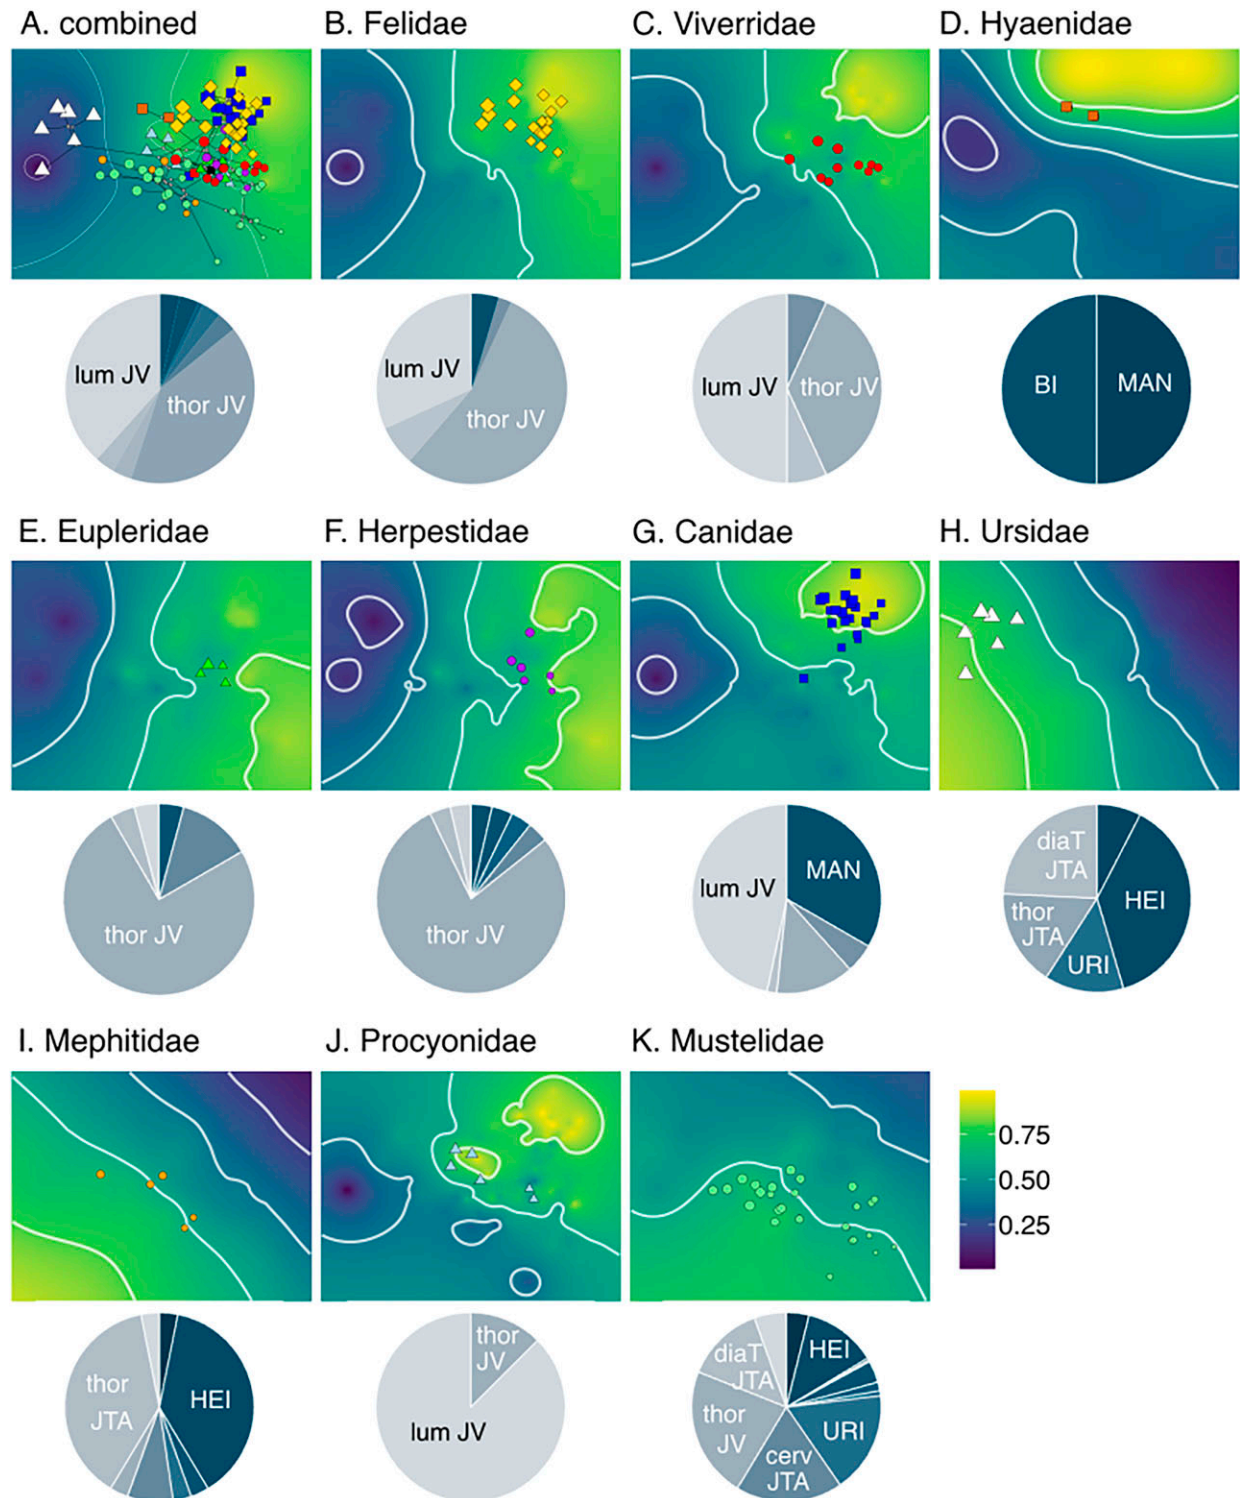 A. combined
B. Felidae
C. Viverridae
D. Hyaenidae
lum JV
thor JV
lum JV
thor JV
lum JV
thor JV
BI
MAN
E. Eupleridae
F. Herpestidae
G. Canidae
H. Ursidae
thor JV
thor JV
lum JV
MAN
diaT
JTA
HEI
thor
JTA
URI
I. Mephitidae
J. Procyonidae
K. Mustelidae
0.75
0.50
0.25
thor
JTA
HEI
thor
JV
lum JV
HEI
diaT
JTA
thor
JV
URI
cerv
JTA